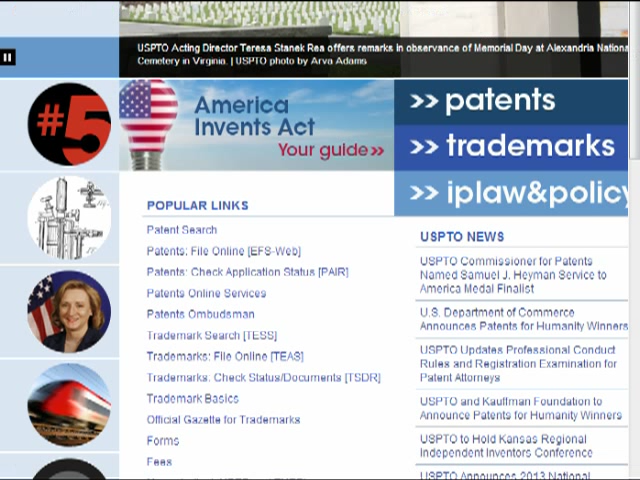 USPTO Acting Director Teresa Stanek Rea offers remarks in observance of Memorial Day at Alexandria Nationa
Cemetery in Virginia. | USPTO photo by Arva Adams
#5
America
Invents Act
Your guide>>
>> patents
>> trademarks
>> iplaw&policy
POPULAR LINKS
Patent Search
Patents: File Online [EFS-Web]
Patents: Check Application Status [PAIR]
Patents Online Services
Patents Ombudsman
Trademark Search [TESS]
Trademarks: File Online [TEAS]
Trademarks: Check Status/Documents [TSDR]
Trademark Basics
Official Gazette for Trademarks
Forms
Fees
USPTO NEWS
USPTO Commissioner for Patents
Named Samuel J. Heyman Service to
America Medal Finalist
U.S. Department of Commerce
Announces Patents for Humanity Winners
USPTO Updates Professional Conduct
Rules and Registration Examination for
Patent Attorneys
USPTO and Kauffman Foundation to
Announce Patents for Humanity Winners
USPTO to Hold Kansas Regional
Independent Inventors Conference
USPTO Announces 2013 National